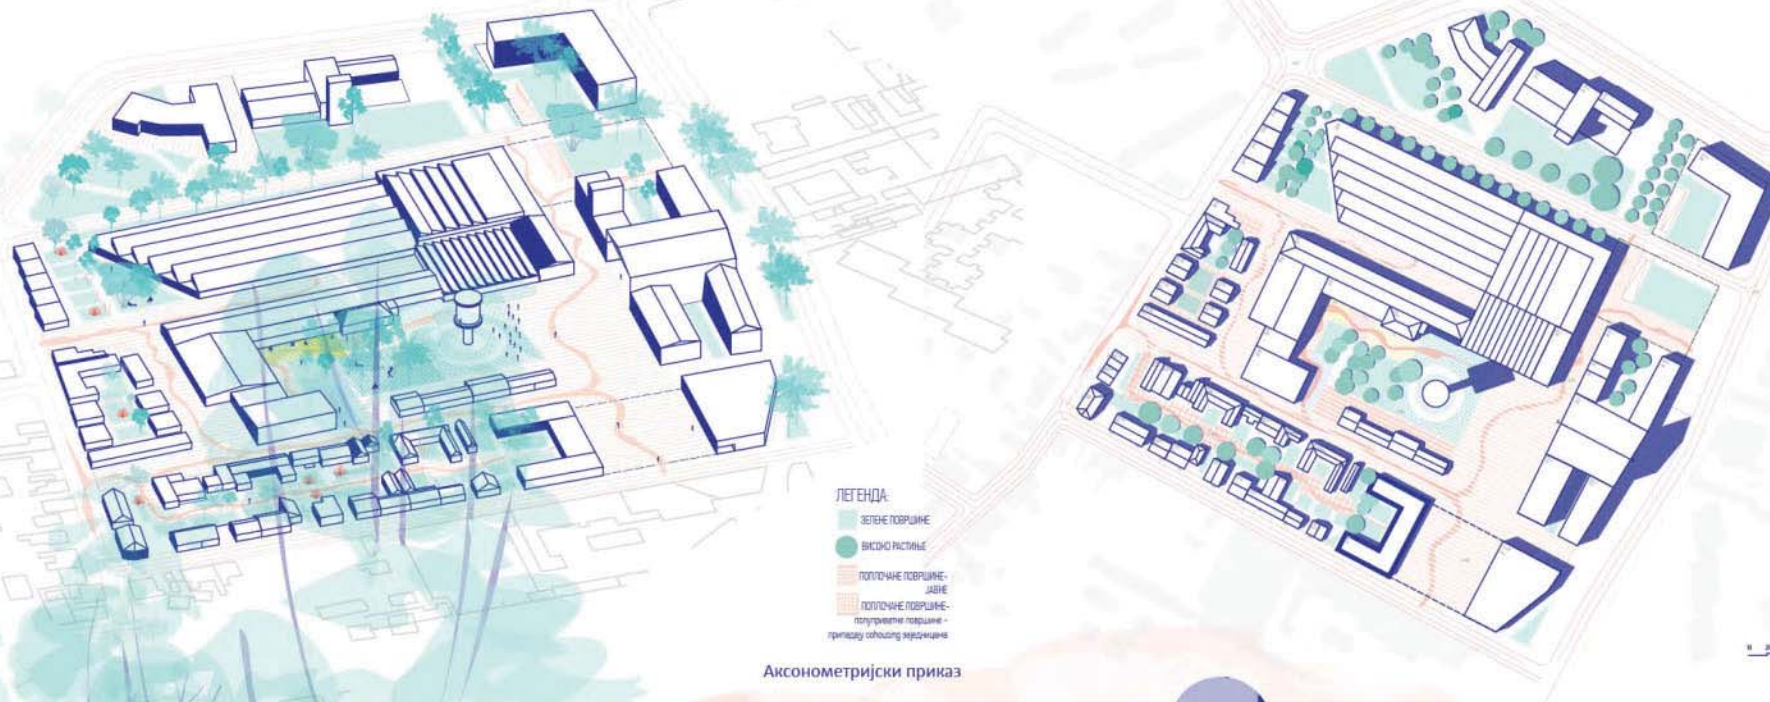 ЛЕГЕНДА:
ЗЕЛЕНЕ ПОВРШИНЕ
ВИСОКО РАСТИЊЕ
ПОПЛОЧАНЕ ПОВРШИНЕ-
ЈАВНЕ
ПОПЛОЧАНЕ ПОВРШИНЕ-
полуприватне површине -
припадају cohousing заједницама
Аксонометријски приказ